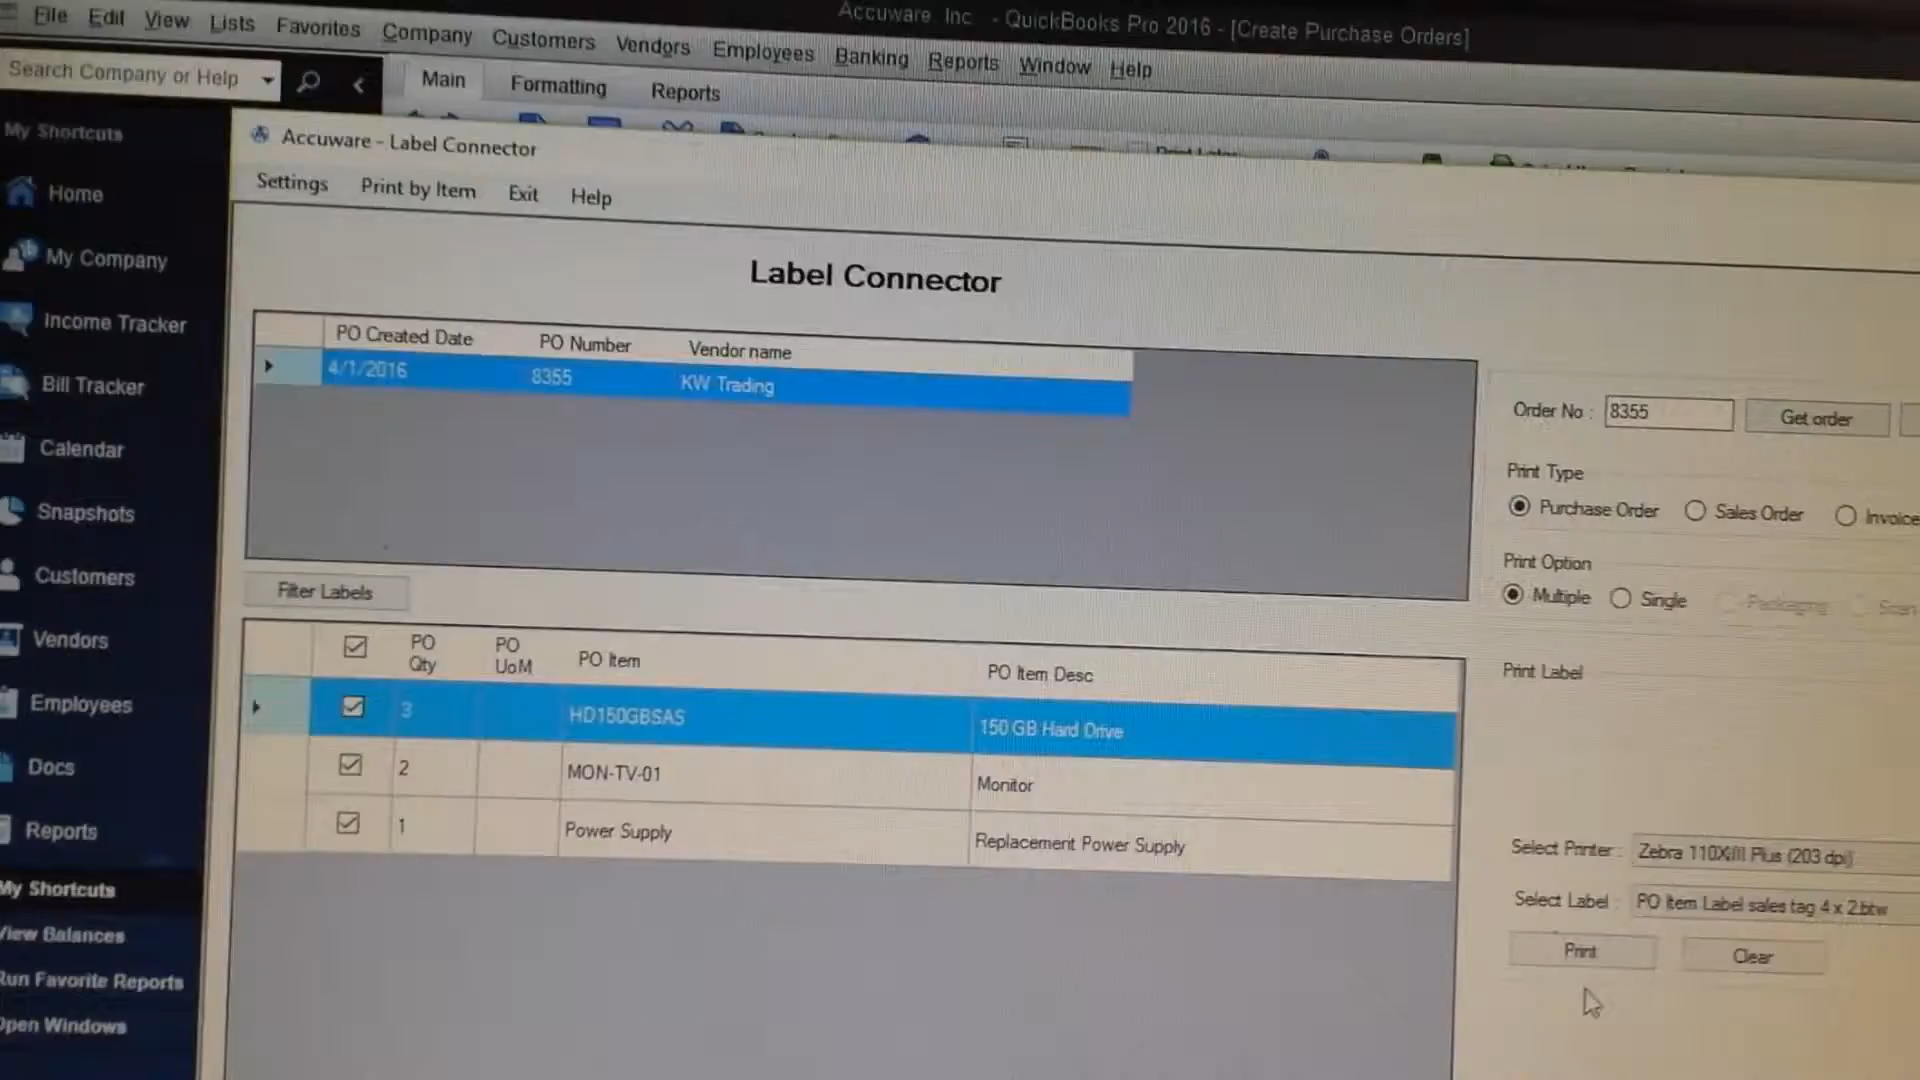 Accuware Inc. - QuickBooks Pro 2016 - [Create Purchase Orders]
File Edit View Lists Favorites Company Customers Vendors Employees Banking Reports Window Help
Search Company or Help
Main Formatting Reports
My Shortcuts
Home
My Company
Income Tracker
Bill Tracker
Calendar
Snapshots
Customers
Vendors
Employees
Docs
Reports
My Shortcuts
View Balances
Run Favorite Reports
Open Windows
Accuware - Label Connector
Settings Print by Item Exit Help
Label Connector
PO Created Date PO Number Vendor name
4/1/2016 8355 KW Trading
Order No : 8355 Get order
Print Type
Purchase Order Sales Order Invoice
Print Option
Multiple Single Packaging Scan
Filter Labels
PO Qty PO UoM PO Item PO Item Desc
3 HD150GBSAS 150 GB Hard Drive
2 MON-TV-01 Monitor
1 Power Supply Replacement Power Supply
Print Label
Select Printer : Zebra 110XiIII Plus (203 dpi)
Select Label : PO Item Label sales tag 4 x 2.btw
Print Clear